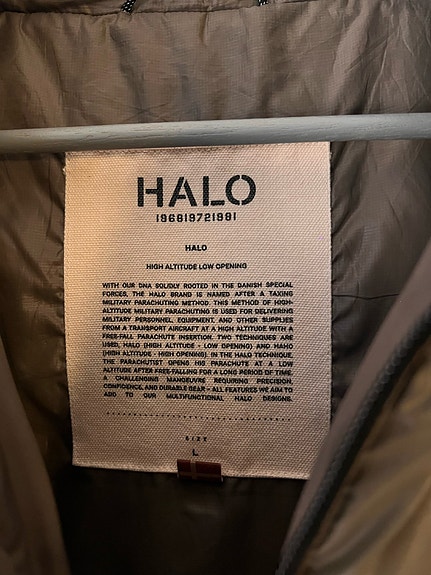 HALO
196819721991
HALO
HIGH ALTITUDE LOW OPENING
WITH OUR DNA SOLIDLY ROOTED IN THE DANISH SPECIAL
FORCES, THE HALO BRAND IS NAMED AFTER A TAXING
MILITARY PARACHUTING METHOD. THIS METHOD OF HIGH-
ALTITUDE MILITARY PARACHUTING IS USED FOR DELIVERING
MILITARY PERSONNEL, EQUIPMENT, AND OTHER SUPPLIES
FROM A TRANSPORT AIRCRAFT AT A HIGH ALTITUDE WITH A
FREE-FALL PARACHUTE INSERTION. TWO TECHNIQUES ARE
USED, HALO (HIGH ALTITUDE - LOW OPENING) AND HAHO
(HIGH ALTITUDE - HIGH OPENING). IN THE HALO TECHNIQUE,
THE PARACHUTIST OPENS HIS PARACHUTE AT A LOW
ALTITUDE AFTER FREE-FALLING FOR A LONG PERIOD OF TIME.
A CHALLENGING MANOEUVRE REQUIRING PRECISION,
CONFIDENCE, AND DURABLE GEAR - ALL FEATURES WE AIM TO
ADD TO OUR MULTIFUNCTIONAL HALO DESIGNS.
SIZE
L